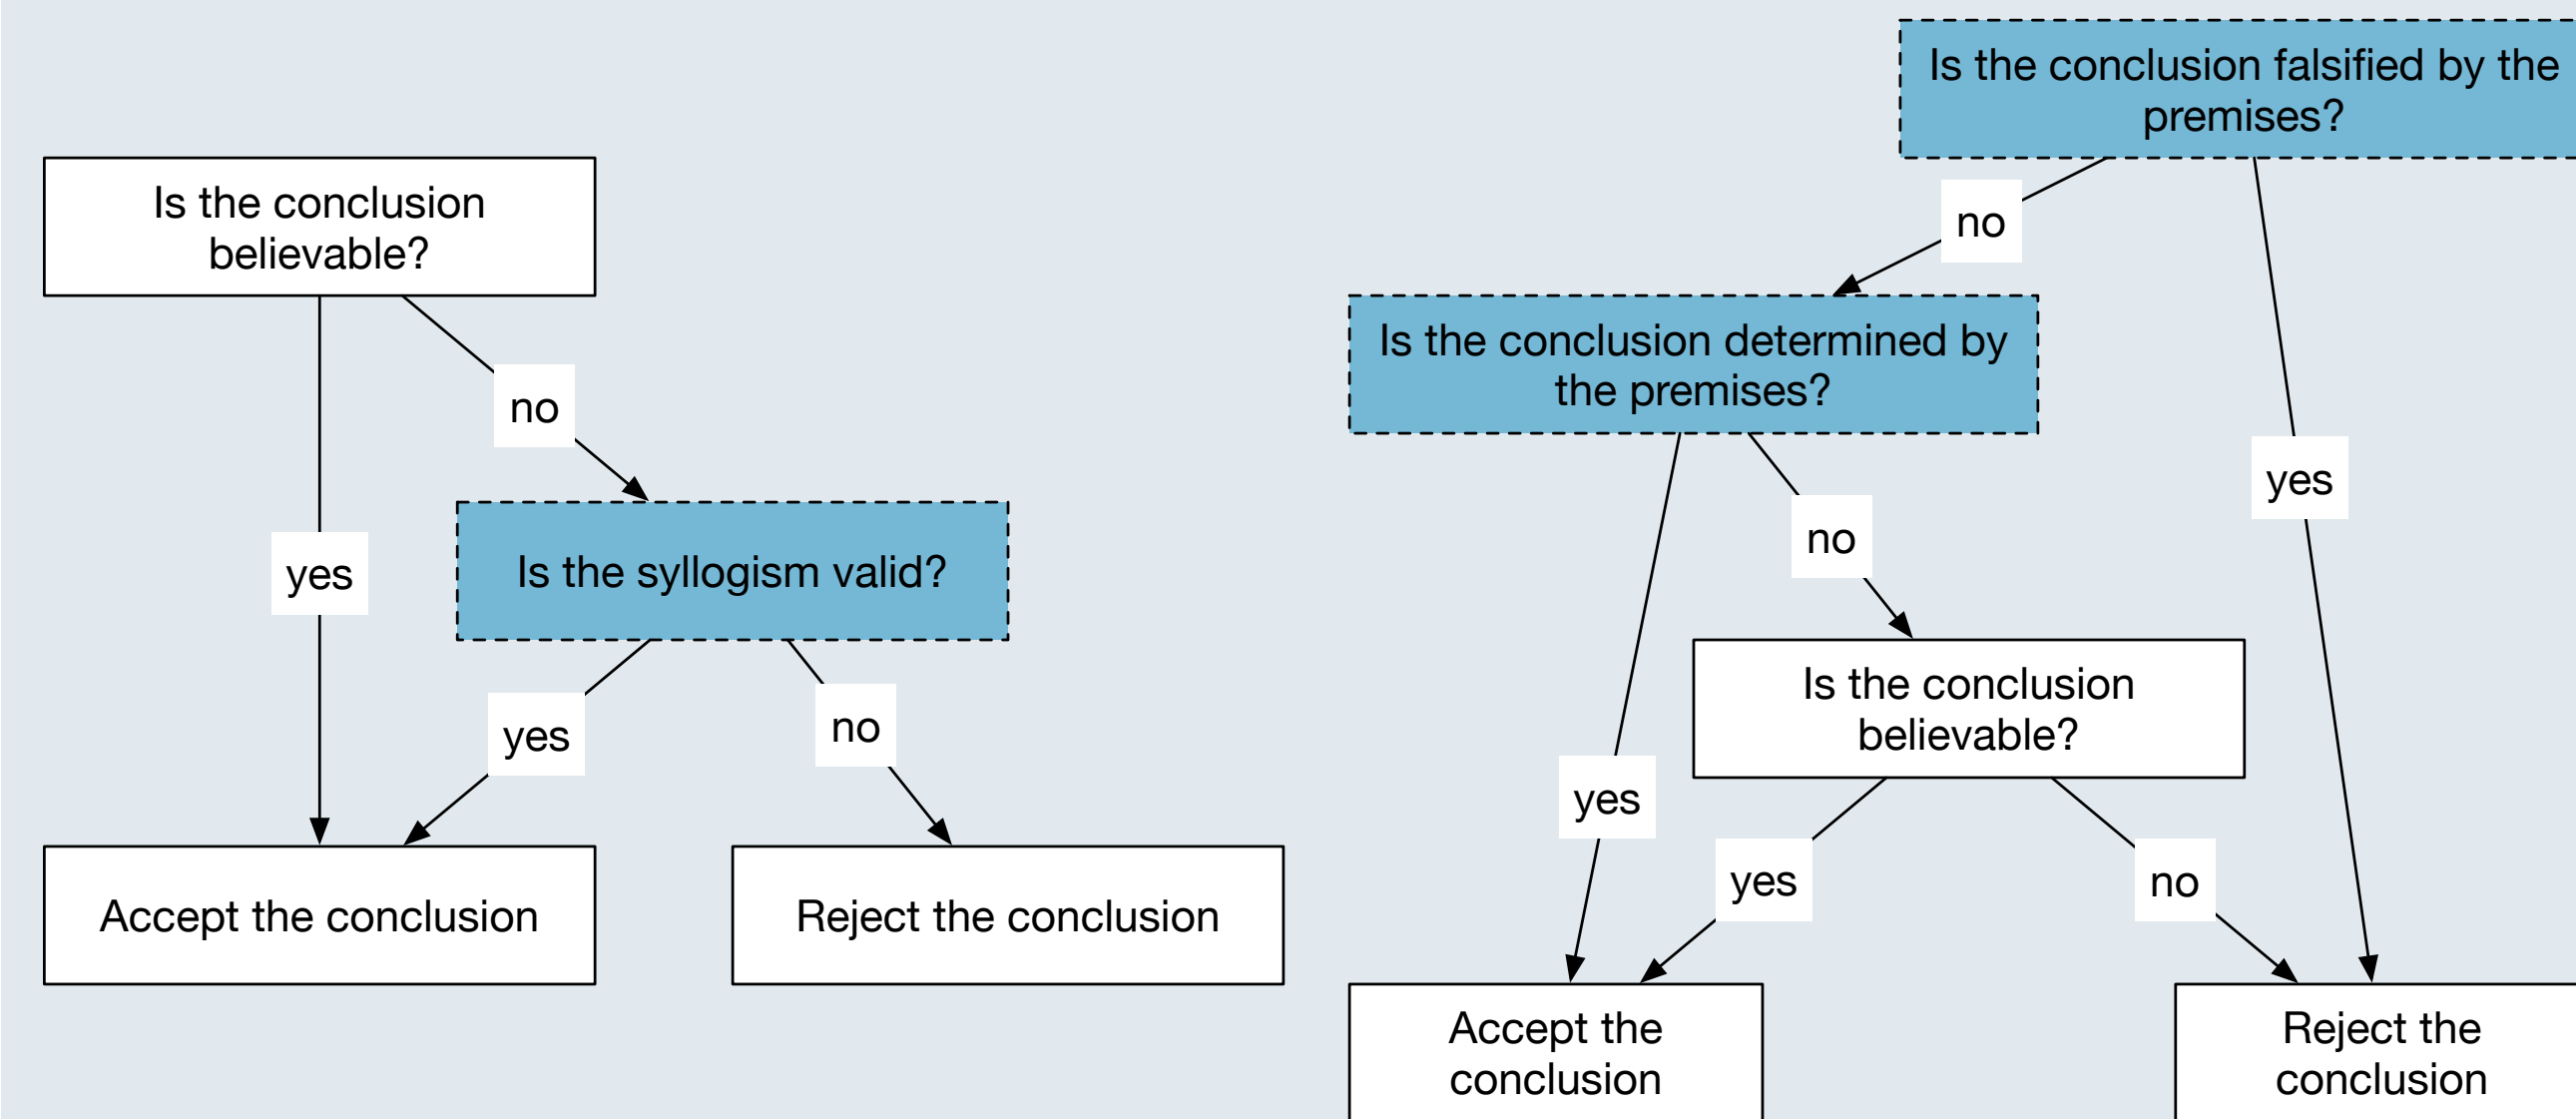 Is the conclusion
believable?
no
yes
Is the syllogism valid?
yes
no
Accept the conclusion
Reject the conclusion
Is the conclusion falsified by the
premises?
no
yes
Is the conclusion determined by
the premises?
no
yes
Is the conclusion
believable?
yes
no
Accept the
conclusion
Reject the
conclusion